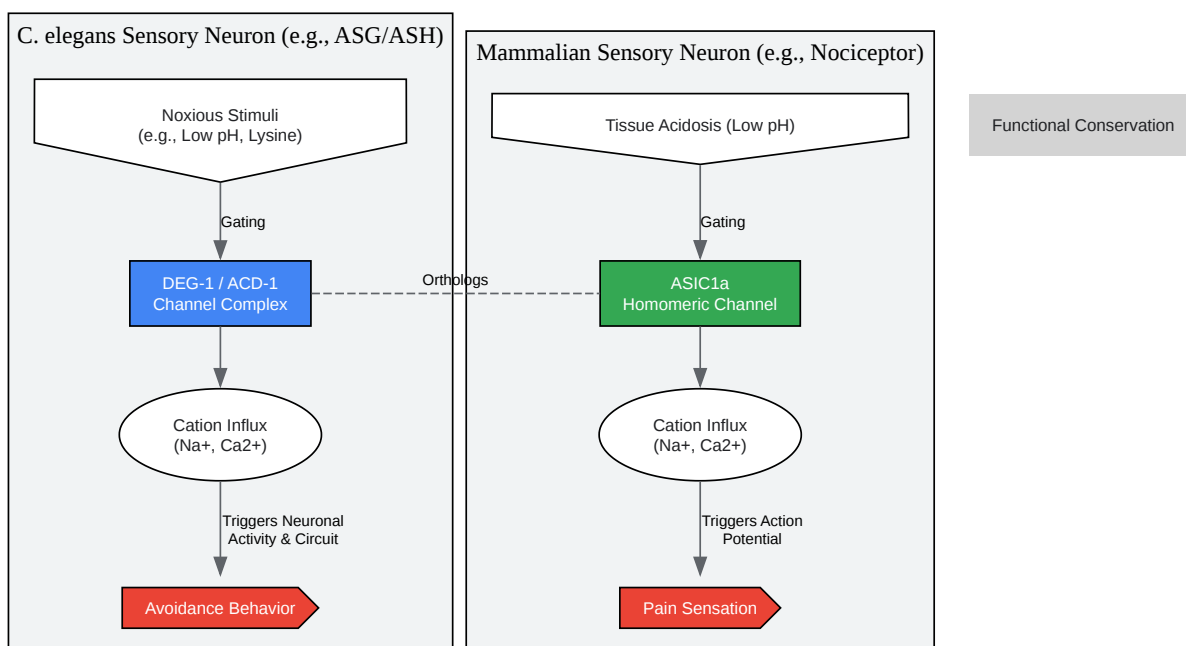 C. elegans Sensory Neuron (e.g., ASG/ASH)
Noxious Stimuli
(e.g., Low pH, Lysine)
Gating
DEG-1 / ACD-1
Channel Complex
Cation Influx
(Na+, Ca2+)
Triggers Neuronal
Activity & Circuit
Avoidance Behavior
Orthologs
Mammalian Sensory Neuron (e.g., Nociceptor)
Tissue Acidosis (Low pH)
Gating
ASIC1a
Homomeric Channel
Cation Influx
(Na+, Ca2+)
Triggers Action
Potential
Pain Sensation
Functional Conservation